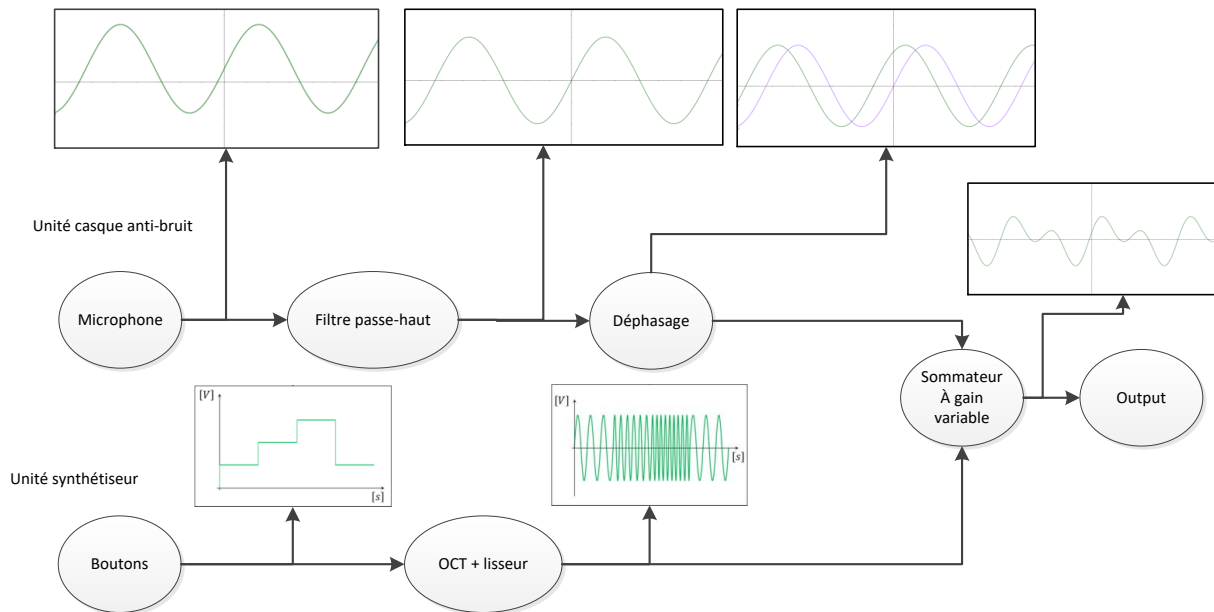 Unité casque anti-bruit
Microphone
Filtre passe-haut
Déphasage
Sommateur
À gain
variable
Output
[V]
[s]
[V]
[s]
Unité synthétiseur
Boutons
OCT + lisseur